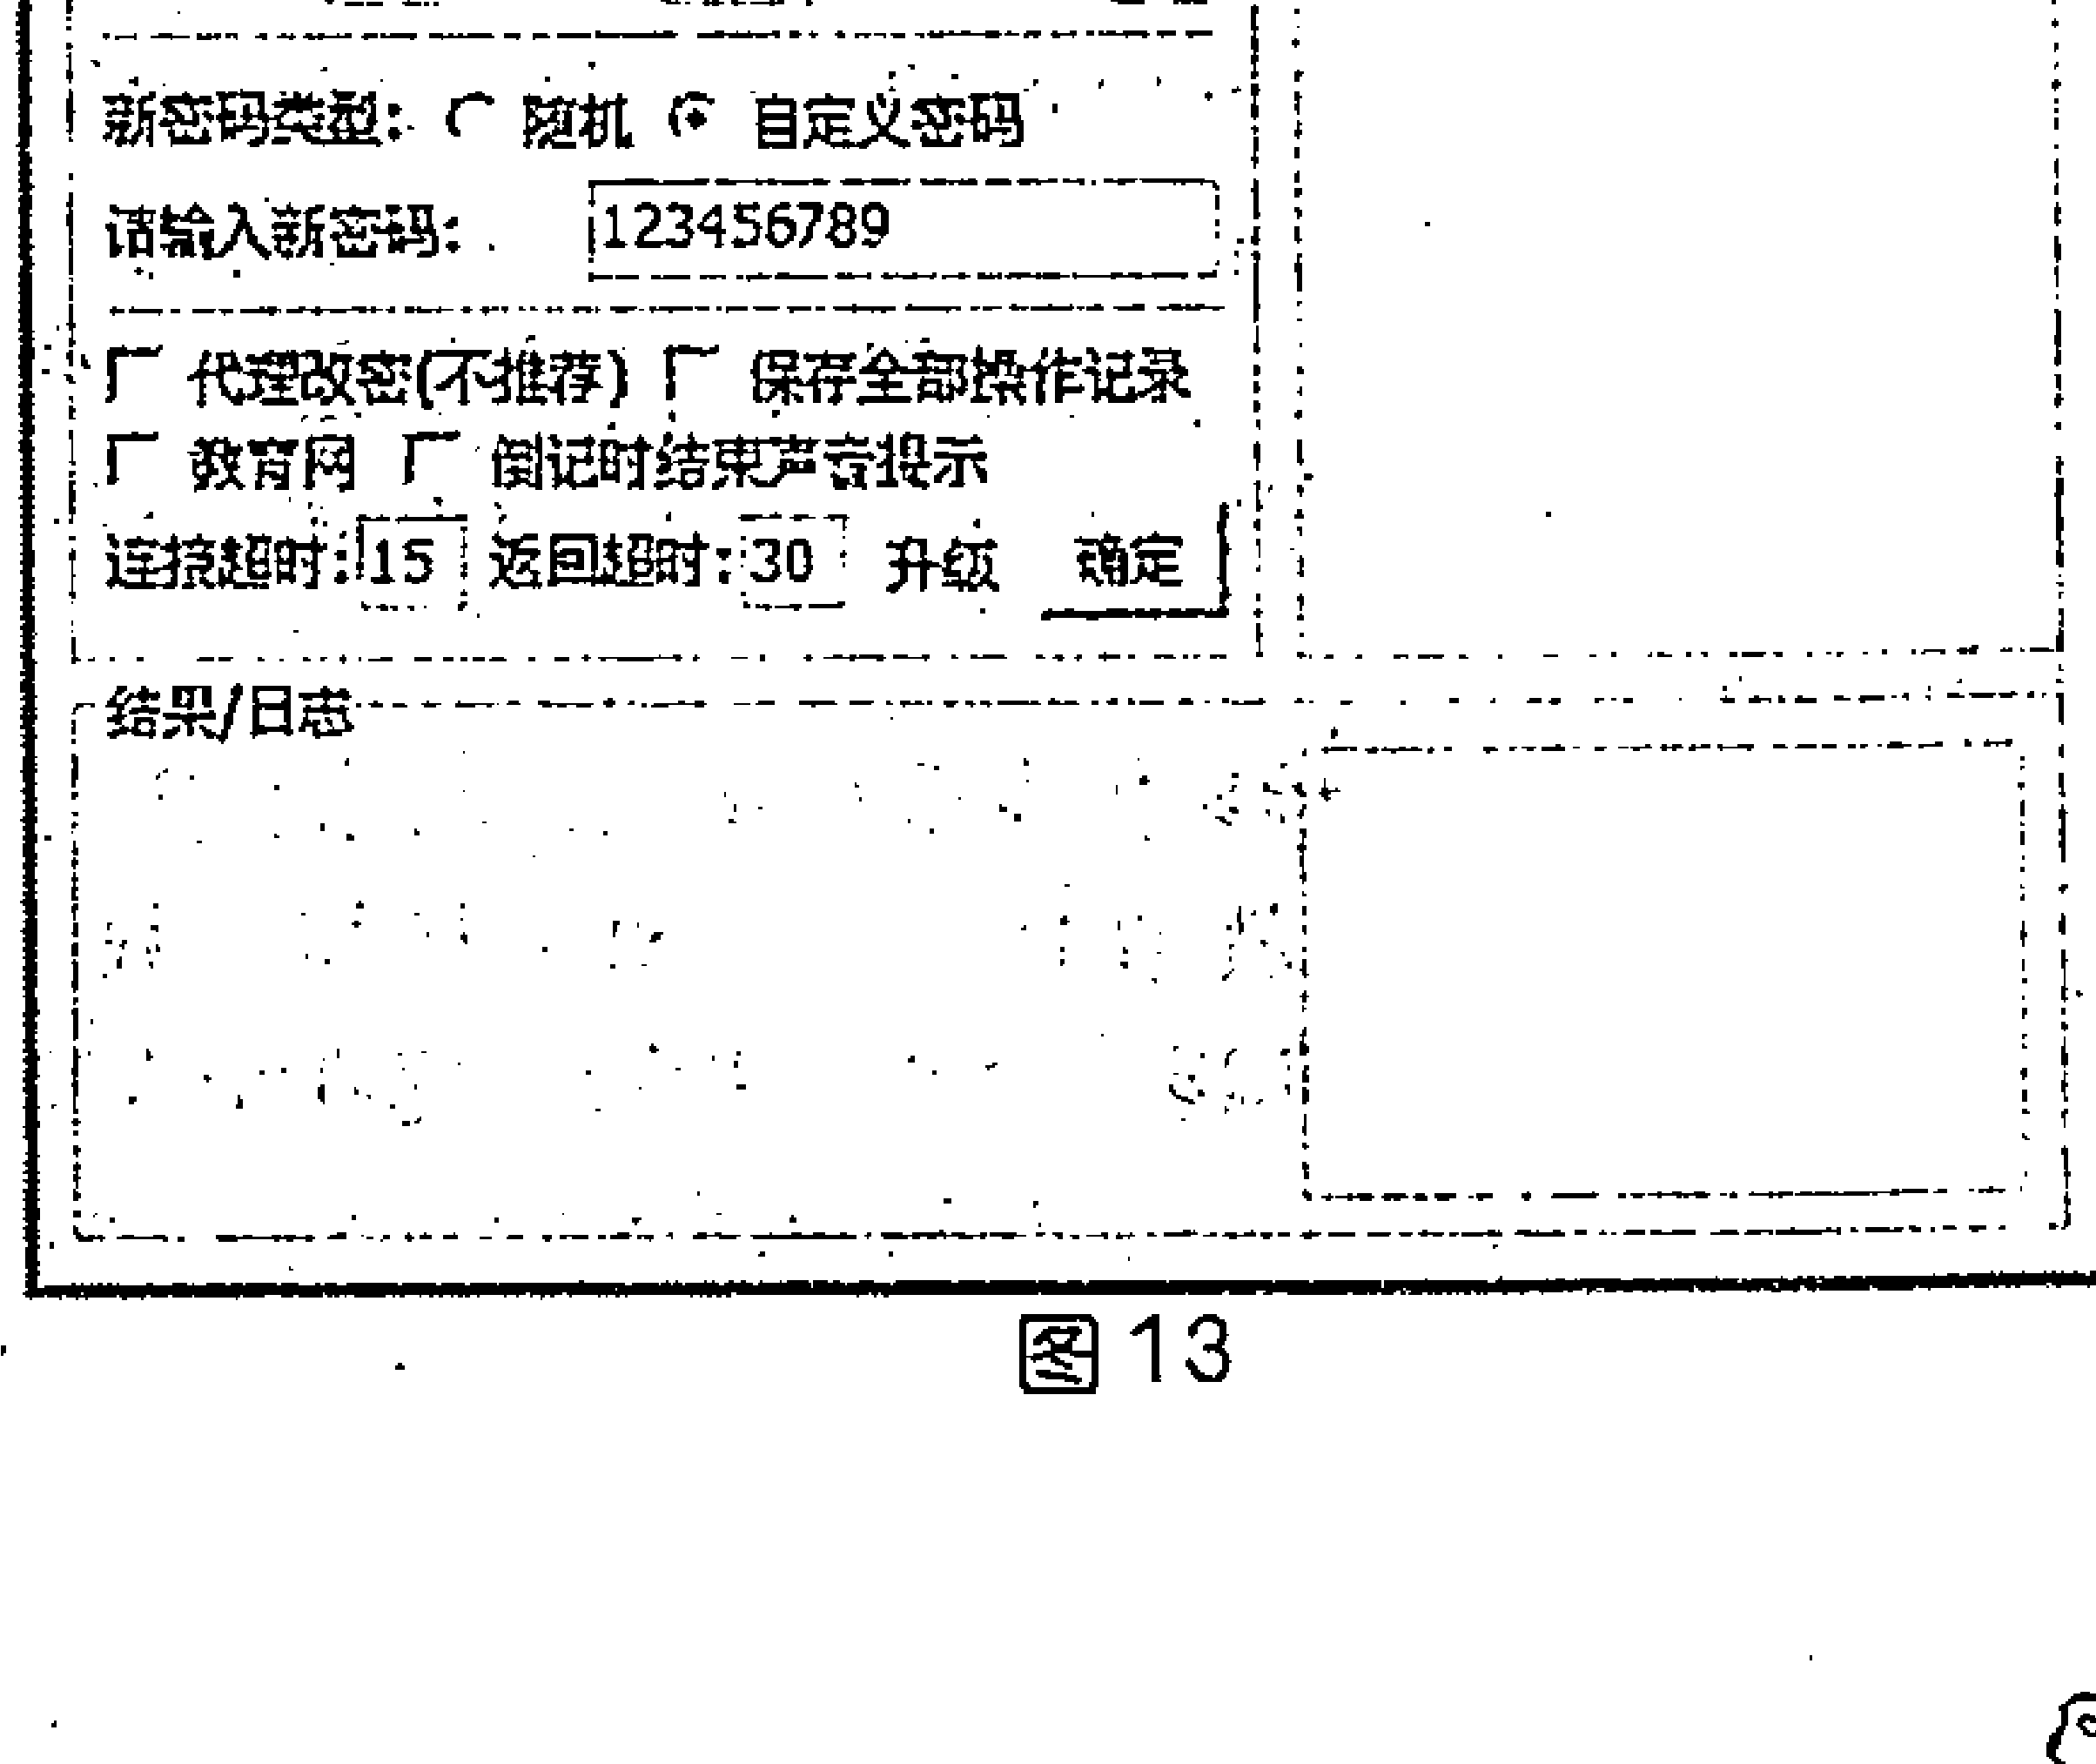 新密码类型: 随机 自定义密码
请输入新密码: 123456789
代理改密(不推荐) 保存全部操作记录
教育网 倒记时结束声音提示
连接超时: 15 返回超时: 30 升级 确定
结果/日志
图 13